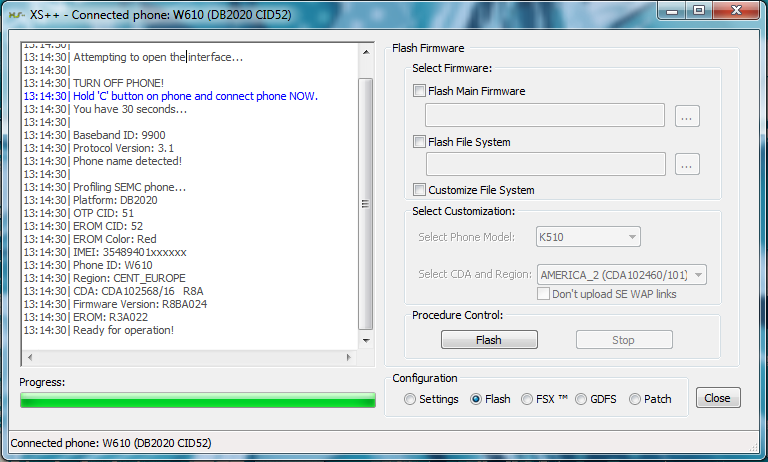 XS++ - Connected phone: W610 (DB2020 CID52)
13:14:30|
13:14:30| Attempting to open the interface...
13:14:30|
13:14:30| TURN OFF PHONE!
13:14:30| Hold 'C' button on phone and connect phone NOW.
13:14:30| You have 30 seconds...
13:14:30|
13:14:30| Baseband ID: 9900
13:14:30| Protocol Version: 3.1
13:14:30| Phone name detected!
13:14:30|
13:14:30| Profiling SEMC phone...
13:14:30| Platform: DB2020
13:14:30| OTP CID: 51
13:14:30| EROM CID: 52
13:14:30| EROM Color: Red
13:14:30| IMEI: 35489401xxxxxx
13:14:30| Phone ID: W610
13:14:30| Region: CENT_EUROPE
13:14:30| CDA: CDA102568/16 R8A
13:14:30| Firmware Version: R8BA024
13:14:30| EROM: R3A022
13:14:30| Ready for operation!
Progress:
Flash Firmware
Select Firmware:
Flash Main Firmware
...
Flash File System
...
Customize File System
Select Customization:
Select Phone Model: K510
Select CDA and Region: AMERICA_2 (CDA102460/101)
Don't upload SE WAP links
Procedure Control:
Flash Stop
Configuration
Settings Flash FSX ™ GDFS Patch Close
Connected phone: W610 (DB2020 CID52)